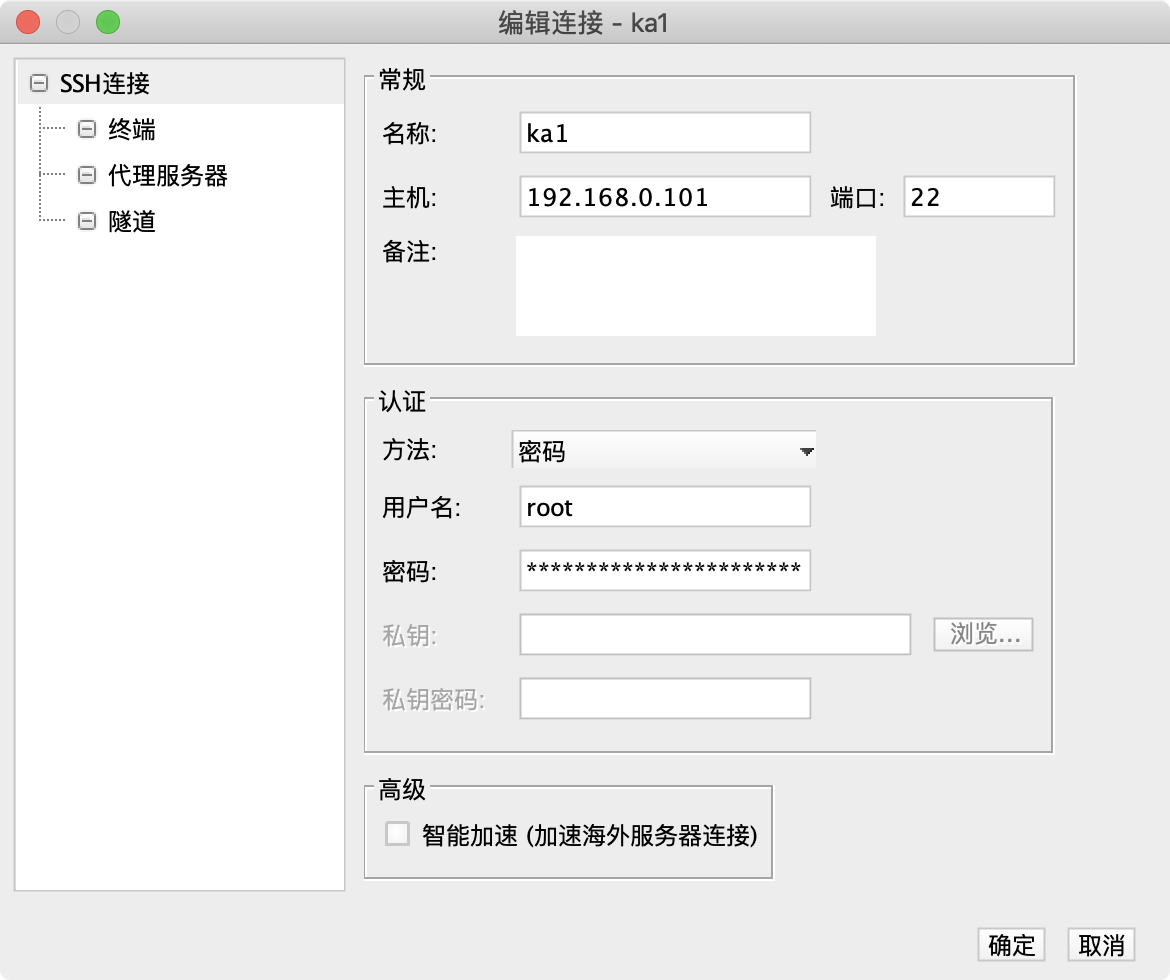 编辑连接 - ka1
SSH连接
终端
代理服务器
隧道
常规
名称: ka1
主机: 192.168.0.101 端口: 22
备注:
认证
方法: 密码
用户名: root
密码: ***********************
私钥: 浏览...
私钥密码:
高级
智能加速 (加速海外服务器连接)
确定 取消